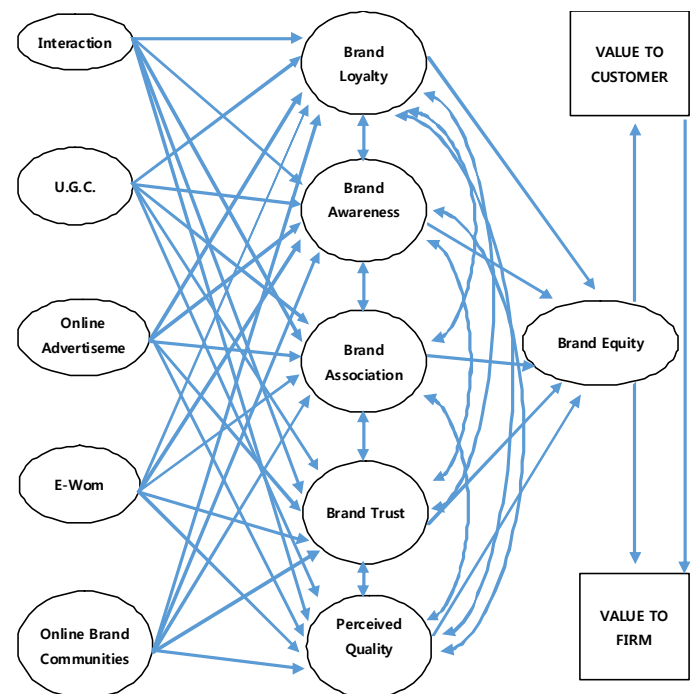 Interaction
U.G.C.
Online
Advertiseme
E-Wom
Online Brand
Communities
Brand
Loyalty
Brand
Awareness
Brand
Association
Brand Trust
Perceived
Quality
Brand Equity
VALUE TO
CUSTOMER
VALUE TO
FIRM